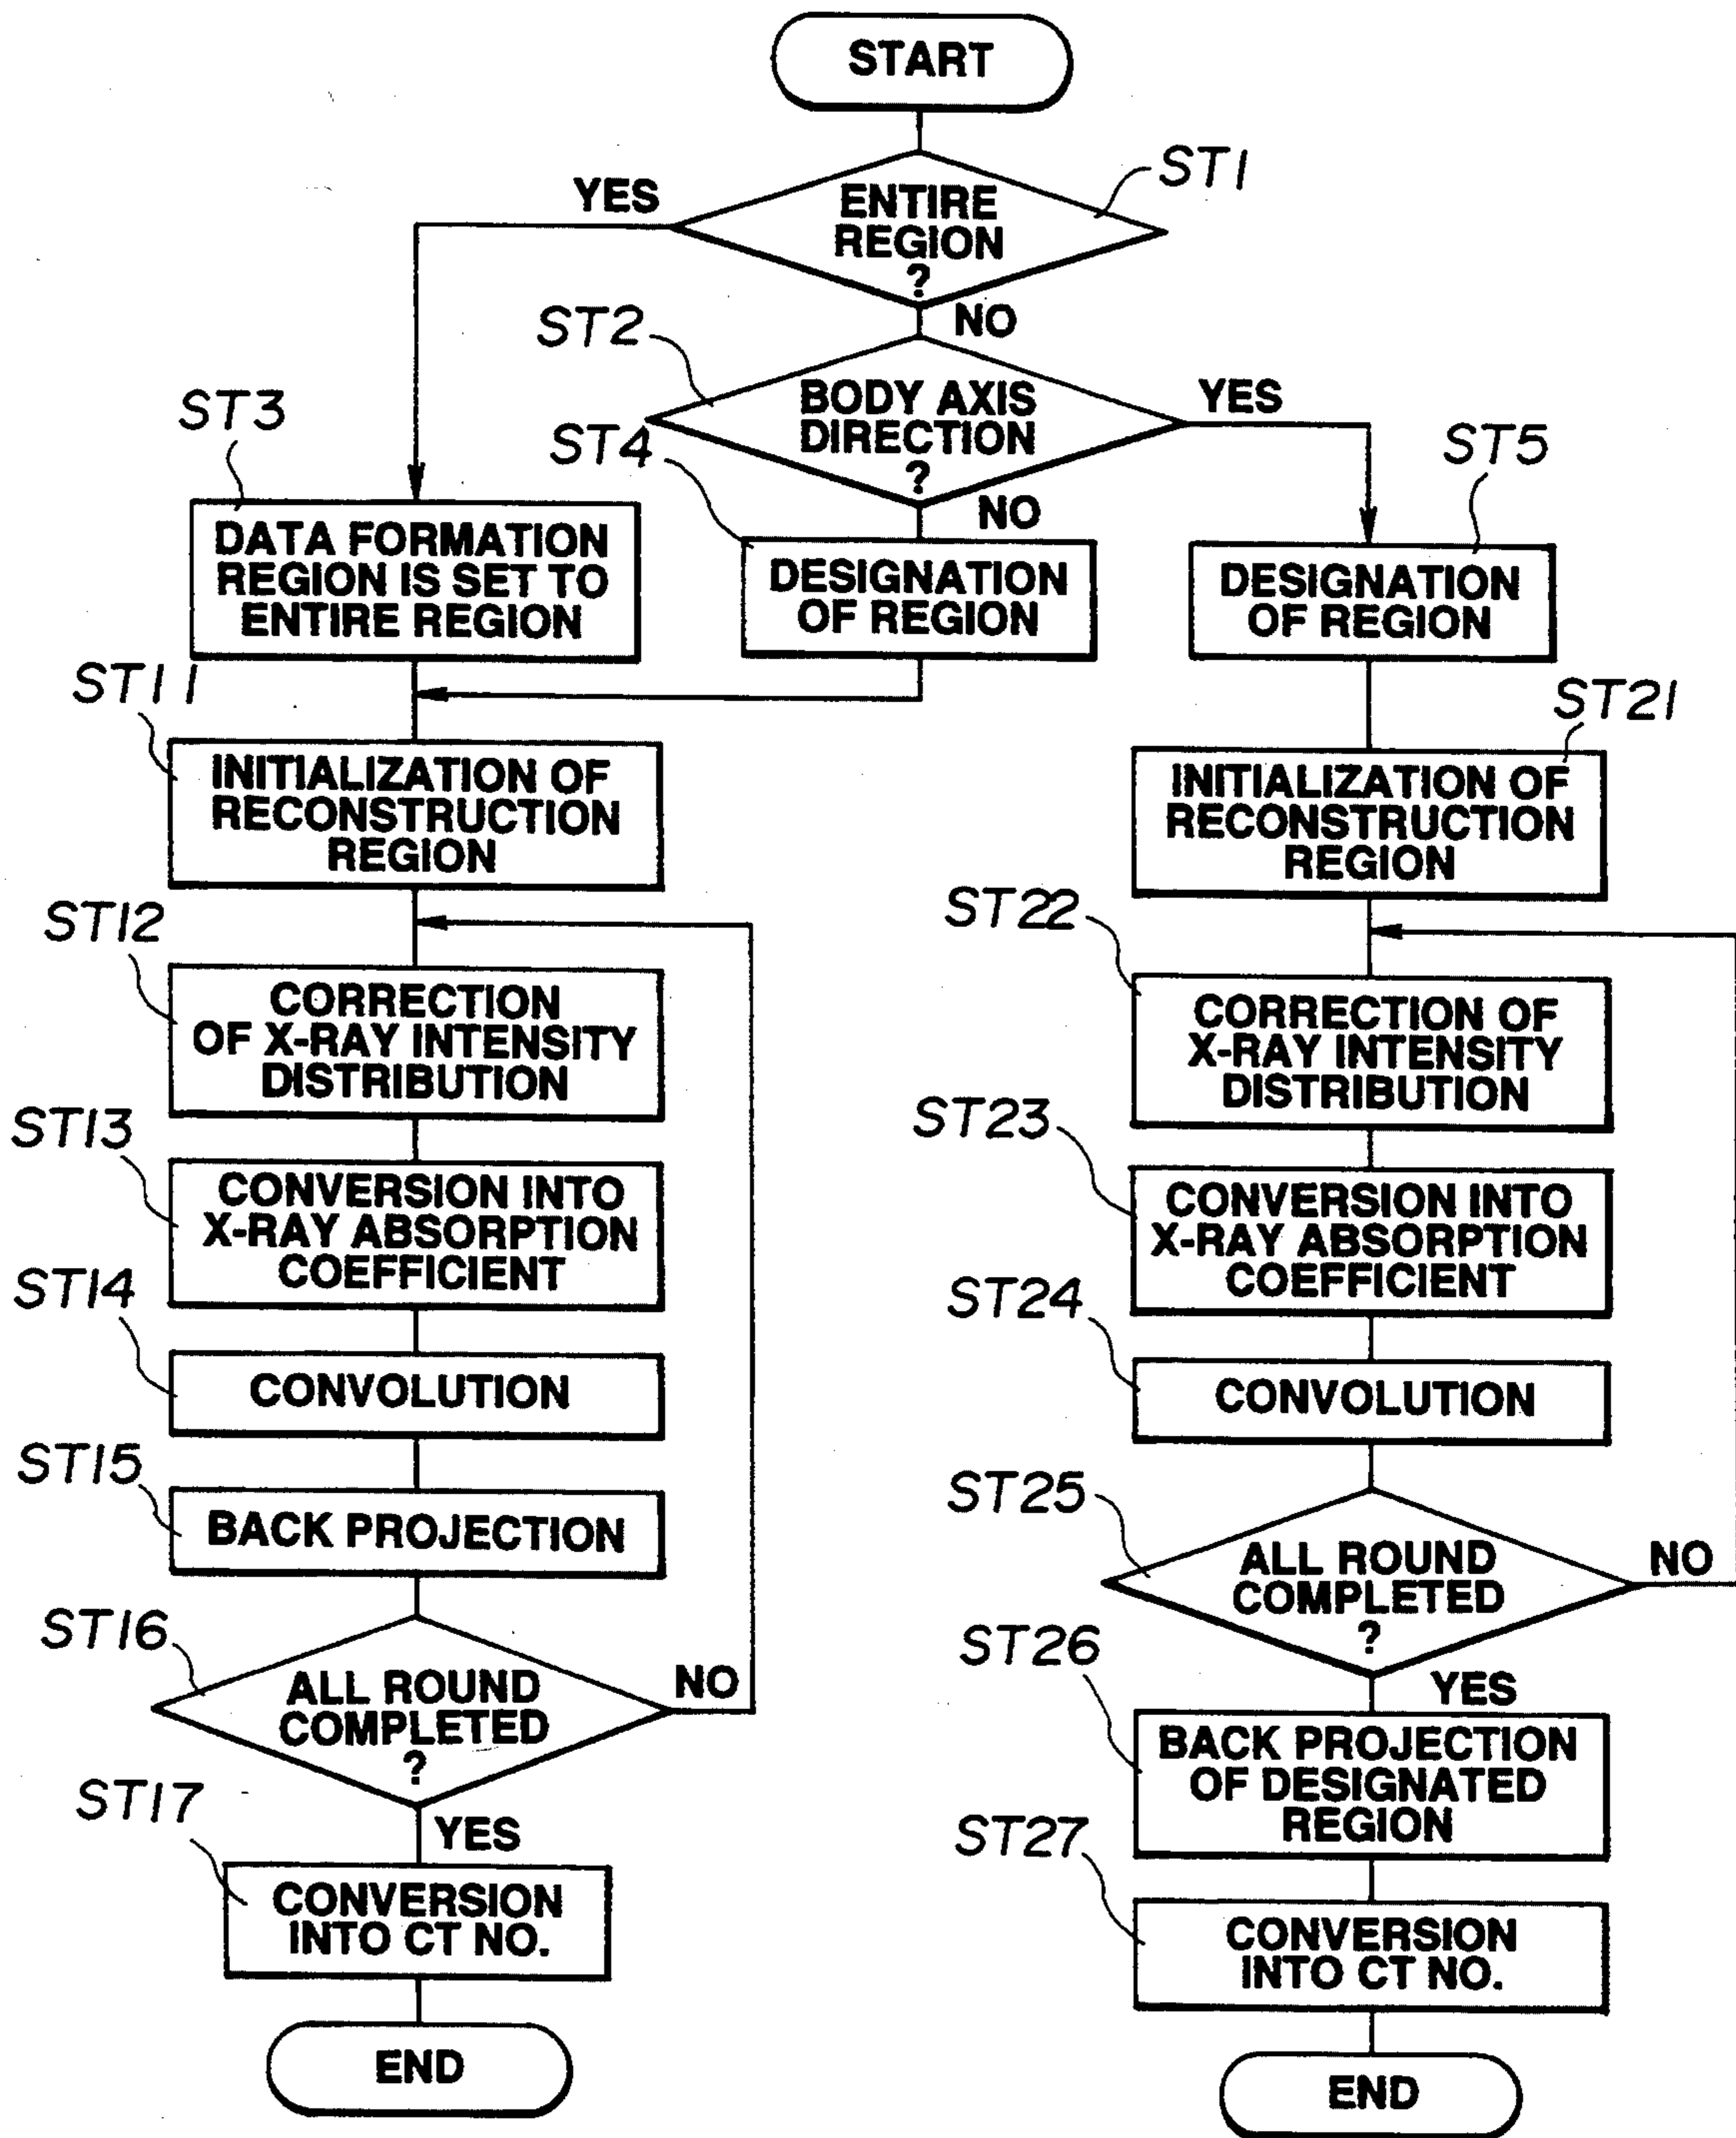 START
ST1
YES
ENTIRE
REGION
?
NO
ST2
BODY AXIS
DIRECTION
?
YES
NO
ST3
DATA FORMATION
REGION IS SET TO
ENTIRE REGION
ST4
DESIGNATION
OF REGION
ST5
DESIGNATION
OF REGION
ST11
INITIALIZATION OF
RECONSTRUCTION
REGION
ST12
CORRECTION
OF X-RAY INTENSITY
DISTRIBUTION
ST13
CONVERSION INTO
X-RAY ABSORPTION
COEFFICIENT
ST14
CONVOLUTION
ST15
BACK PROJECTION
ST16
ALL ROUND
COMPLETED
?
NO
YES
ST17
CONVERSION
INTO CT NO.
END
ST21
INITIALIZATION OF
RECONSTRUCTION
REGION
ST22
CORRECTION OF
X-RAY INTENSITY
DISTRIBUTION
ST23
CONVERSION INTO
X-RAY ABSORPTION
COEFFICIENT
ST24
CONVOLUTION
ST25
ALL ROUND
COMPLETED
?
NO
YES
ST26
BACK PROJECTION
OF DESIGNATED
REGION
ST27
CONVERSION
INTO CT NO.
END